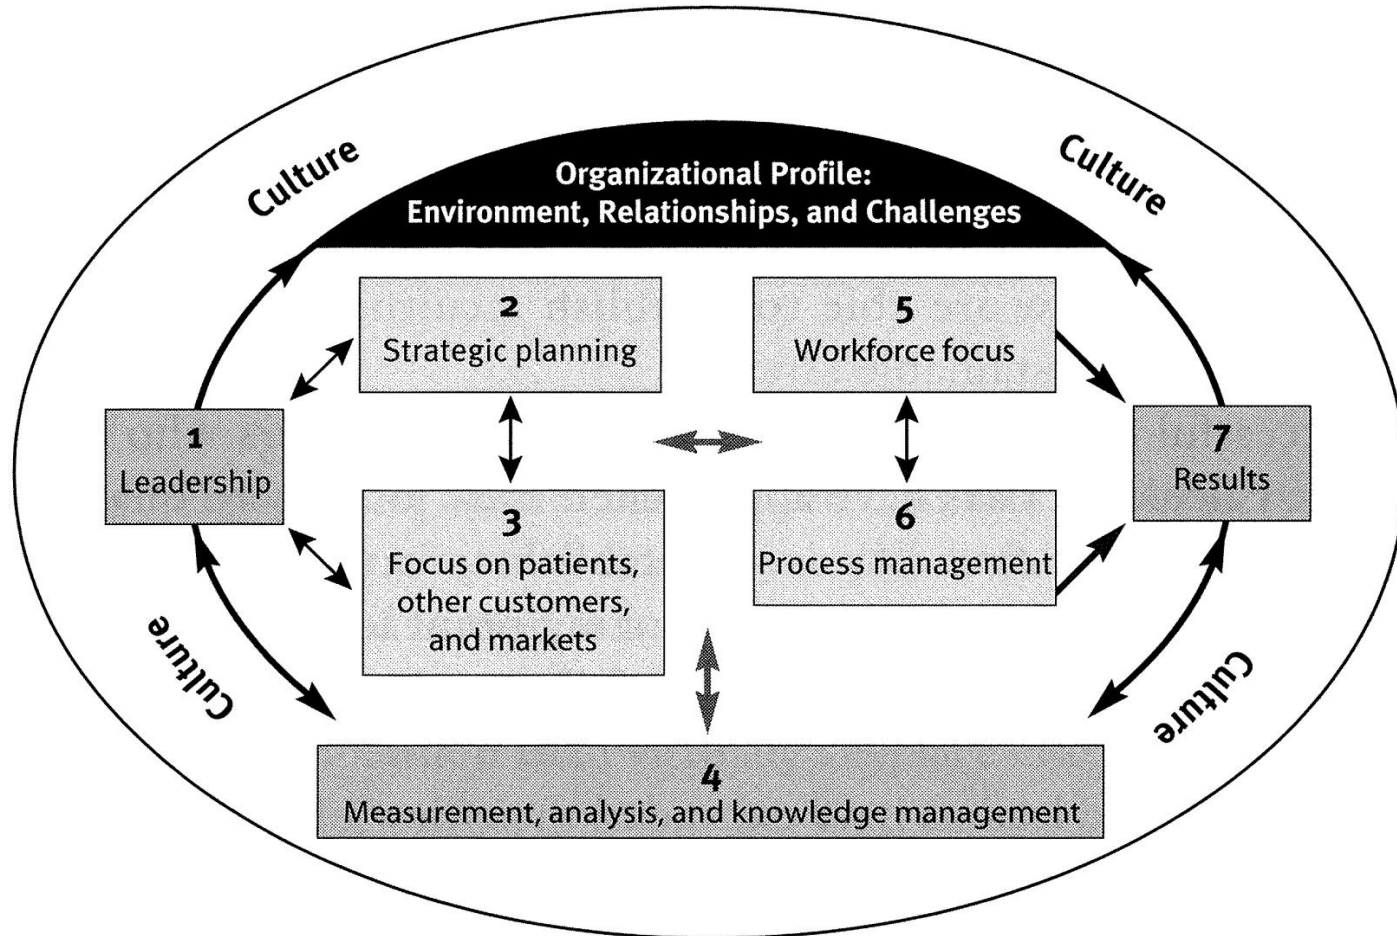 Culture
Culture
Organizational Profile:
Environment, Relationships, and Challenges
2
Strategic planning
5
Workforce focus
1
Leadership
7
Results
3
Focus on patients,
other customers,
and markets
6
Process management
Culture
Culture
4
Measurement, analysis, and knowledge management